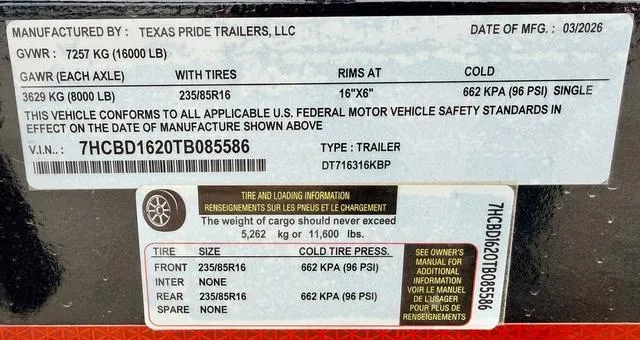 MANUFACTURED BY : TEXAS PRIDE TRAILERS, LLC DATE OF MFG. : 03/2026
GVWR : 7257 KG (16000 LB)
GAWR (EACH AXLE) WITH TIRES RIMS AT COLD
3629 KG (8000 LB) 235/85R16 16"X6" 662 KPA (96 PSI) SINGLE
THIS VEHICLE CONFORMS TO ALL APPLICABLE U.S. FEDERAL MOTOR VEHICLE SAFETY STANDARDS IN
EFFECT ON THE DATE OF MANUFACTURE SHOWN ABOVE
V.I.N.. : 7HCBD1620TB085586 TYPE : TRAILER
DT716316KBP
TIRE AND LOADING INFORMATION
RENSEIGNEMENTS SUR LES PNEUS ET LE CHARGEMENT
The weight of cargo should never exceed
5,262 kg or 11,600 lbs.
TIRE SIZE COLD TIRE PRESS.
FRONT 235/85R16 662 KPA (96 PSI)
INTER NONE
REAR 235/85R16 662 KPA (96 PSI)
SPARE NONE
SEE OWNER'S
MANUAL FOR
ADDITIONAL
INFORMATION
VOIR LE MANUEL
DE L'USAGER
POUR PLUS DE
RENSEIGNEMENTS
7HCBD1620TB085586